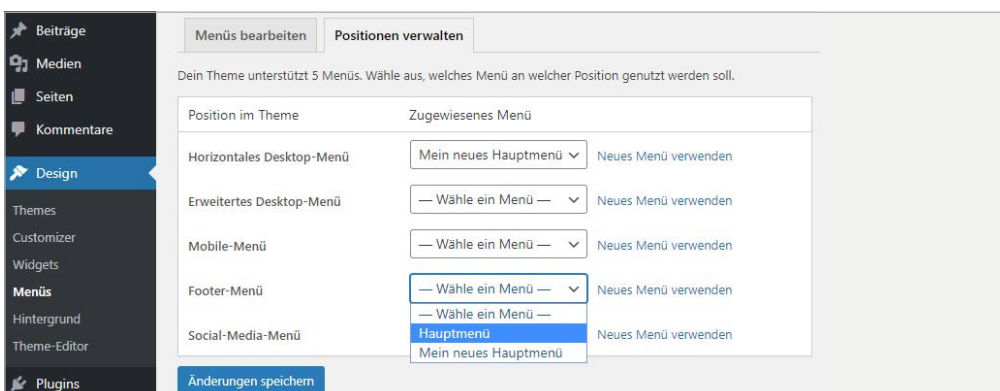 Beiträge
Medien
Seiten
Kommentare
Design
Themes
Customizer
Widgets
Menüs
Hintergrund
Theme-Editor
Plugins
Menüs bearbeiten
Positionen verwalten
Dein Theme unterstützt 5 Menüs. Wähle aus, welches Menü an welcher Position genutzt werden soll.
Position im Theme Zugewiesenes Menü
Horizontales Desktop-Menü Mein neues Hauptmenü Neues Menü verwenden
Erweitertes Desktop-Menü — Wähle ein Menü — Neues Menü verwenden
Mobile-Menü — Wähle ein Menü — Neues Menü verwenden
Footer-Menü — Wähle ein Menü — Neues Menü verwenden
— Wähle ein Menü —
Social-Media-Menü Hauptmenü Neues Menü verwenden
Mein neues Hauptmenü
Änderungen speichern